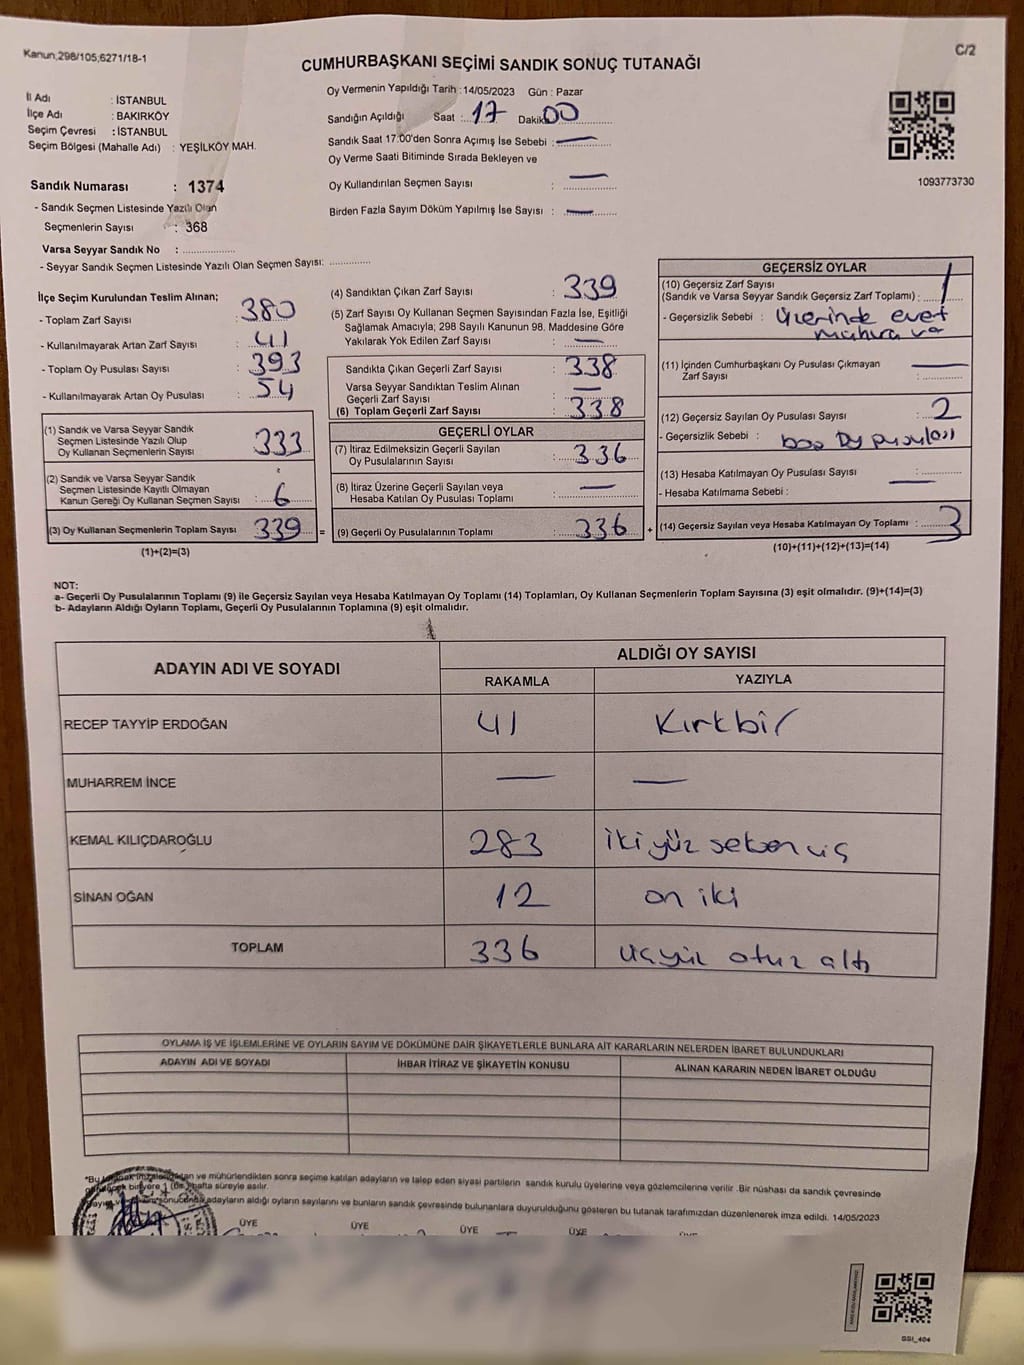 Kanun;298/105;6271/18-1
C/2
CUMHURBAŞKANI SEÇİMİ SANDIK SONUÇ TUTANAĞI
İl Adı : İSTANBUL
İlçe Adı : BAKIRKÖY
Seçim Çevresi : İSTANBUL
Seçim Bölgesi (Mahalle Adı) : YEŞİLKÖY MAH.
Sandık Numarası : 1374
- Sandık Seçmen Listesinde Yazılı Olan
Seçmenlerin Sayısı : 368
Varsa Seyyar Sandık No :
- Seyyar Sandık Seçmen Listesinde Yazılı Olan Seçmen Sayısı:
Oy Vermenin Yapıldığı Tarih :14/05/2023 Gün : Pazar
Sandığın Açıldığı Saat : 17 Dakika 00
Sandık Saat 17:00'den Sonra Açımış İse Sebebi : —
Oy Verme Saati Bitiminde Sırada Bekleyen ve
Oy Kullandırılan Seçmen Sayısı : —
Birden Fazla Sayım Döküm Yapılmış İse Sayısı : —
1093773730
İlçe Seçim Kurulundan Teslim Alınan;
- Toplam Zarf Sayısı : 380
- Kullanılmayarak Artan Zarf Sayısı : 41
- Toplam Oy Pusulası Sayısı : 393
- Kullanılmayarak Artan Oy Pusulası : 54
(1) Sandık ve Varsa Seyyar Sandık
Seçmen Listesinde Yazılı Olup
Oy Kullanan Seçmenlerin Sayısı : 333
(2) Sandık ve Varsa Seyyar Sandık
Seçmen Listesinde Kayıtlı Olmayan
Kanun Gereği Oy Kullanan Seçmen Sayısı : 6
(3) Oy Kullanan Seçmenlerin Toplam Sayısı 339 =
(1)+(2)=(3)
(4) Sandıktan Çıkan Zarf Sayısı : 339
(5) Zarf Sayısı Oy Kullanan Seçmen Sayısından Fazla İse, Eşitliği
Sağlamak Amacıyla; 298 Sayılı Kanunun 98. Maddesine Göre
Yakılarak Yok Edilen Zarf Sayısı : —
Sandıkta Çıkan Geçerli Zarf Sayısı : 338
Varsa Seyyar Sandıktan Teslim Alınan
Geçerli Zarf Sayısı : —
(6) Toplam Geçerli Zarf Sayısı : 338
GEÇERLİ OYLAR
(7) İtiraz Edilmeksizin Geçerli Sayılan
Oy Pusulalarının Sayısı : 336
(8) İtiraz Üzerine Geçerli Sayılan veya
Hesaba Katılan Oy Pusulası Toplamı : —
(9) Geçerli Oy Pusulalarının Toplamı : 336 +
GEÇERSİZ OYLAR
(10) Geçersiz Zarf Sayısı
(Sandık ve Varsa Seyyar Sandık Geçersiz Zarf Toplamı) : 1
- Geçersizlik Sebebi : üzerinde evet
mührü var
(11) İçinden Cumhurbaşkanı Oy Pusulası Çıkmayan
Zarf Sayısı : —
(12) Geçersiz Sayılan Oy Pusulası Sayısı : 2
- Geçersizlik Sebebi : boş oy pusulası
(13) Hesaba Katılmayan Oy Pusulası Sayısı : —
- Hesaba Katılmama Sebebi :
(14) Geçersiz Sayılan veya Hesaba Katılmayan Oy Toplamı : 3
(10)+(11)+(12)+(13)=(14)
NOT:
a- Geçerli Oy Pusulalarının Toplamı (9) ile Geçersiz Sayılan veya Hesaba Katılmayan Oy Toplamı (14) Toplamları, Oy Kullanan Seçmenlerin Toplam Sayısına (3) eşit olmalıdır. (9)+(14)=(3)
b- Adayların Aldığı Oyların Toplamı, Geçerli Oy Pusulalarının Toplamına (9) eşit olmalıdır.
ADAYIN ADI VE SOYADI ALDIĞI OY SAYISI
RAKAMLA YAZIYLA
RECEP TAYYİP ERDOĞAN 41 Kırkbir
MUHARREM İNCE — —
KEMAL KILIÇDAROĞLU 283 ikiyüz seksen üç
SİNAN OĞAN 12 on iki
TOPLAM 336 üçyüz otuz altı
OYLAMA İŞ VE İŞLEMLERİNE VE OYLARIN SAYIM VE DÖKÜMÜNE DAİR ŞİKAYETLERLE BUNLARA AİT KARARLARIN NELERDEN İBARET BULUNDUKLARI
ADAYIN ADI VE SOYADI İHBAR İTİRAZ VE ŞİKAYETİN KONUSU ALINAN KARARIN NEDEN İBARET OLDUĞU
ve mühürlendikten sonra seçime katılan adayların ve talep eden siyasi partilerin sandık kurulu üyelerine veya gözlemcilerine verilir .Bir nüshası da sandık çevresinde
bir yere 1 (bir) hafta süreyle asılır.
adayların aldığı oyların sayılarını ve bunların sandık çevresinde bulunanlara duyurulduğunu gösteren bu tutanak tarafımızdan düzenlenerek imza edildi. 14/05/2023
ÜYE ÜYE ÜYE ÜYE
GSI_404